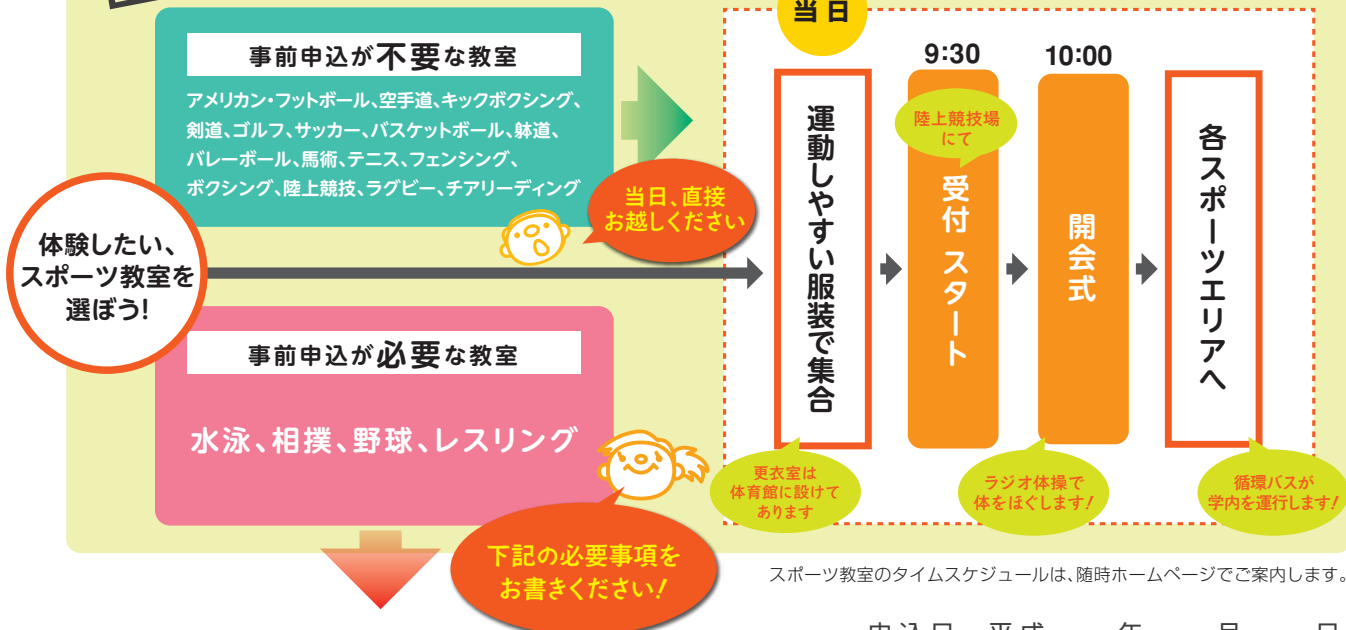 事前申込が不要な教室
アメリカン・フットボール、空手道、キックボクシング、
剣道、ゴルフ、サッカー、バスケットボール、躰道、
バレーボール、馬術、テニス、フェンシング、
ボクシング、陸上競技、ラグビー、チアリーディング
当日、直接
お越しください
体験したい、
スポーツ教室を
選ぼう!
事前申込が必要な教室
水泳、相撲、野球、レスリング
下記の必要事項を
お書きください!
当日
運動しやすい服装で集合
更衣室は
体育館に設けて
あります
9:30
陸上競技場
にて
受付 スタート
10:00
開会式
ラジオ体操で
体をほぐします!
各スポーツエリアへ
循環バスが
学内を運行します!
スポーツ教室のタイムスケジュールは、随時ホームページでご案内します。
申込日 平成 年 月 日